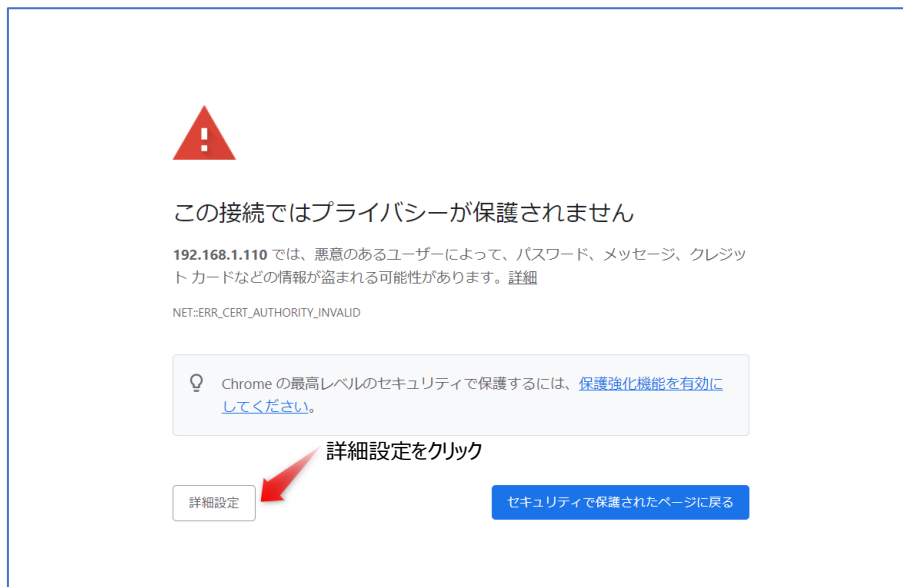 この接続ではプライバシーが保護されません
192.168.1.110 では、悪意のあるユーザーによって、パスワード、メッセージ、クレジッ
ト カードなどの情報が盗まれる可能性があります。詳細
NET::ERR_CERT_AUTHORITY_INVALID
Chrome の最高レベルのセキュリティで保護するには、保護強化機能を有効に
してください。
詳細設定をクリック
詳細設定
セキュリティで保護されたページに戻る